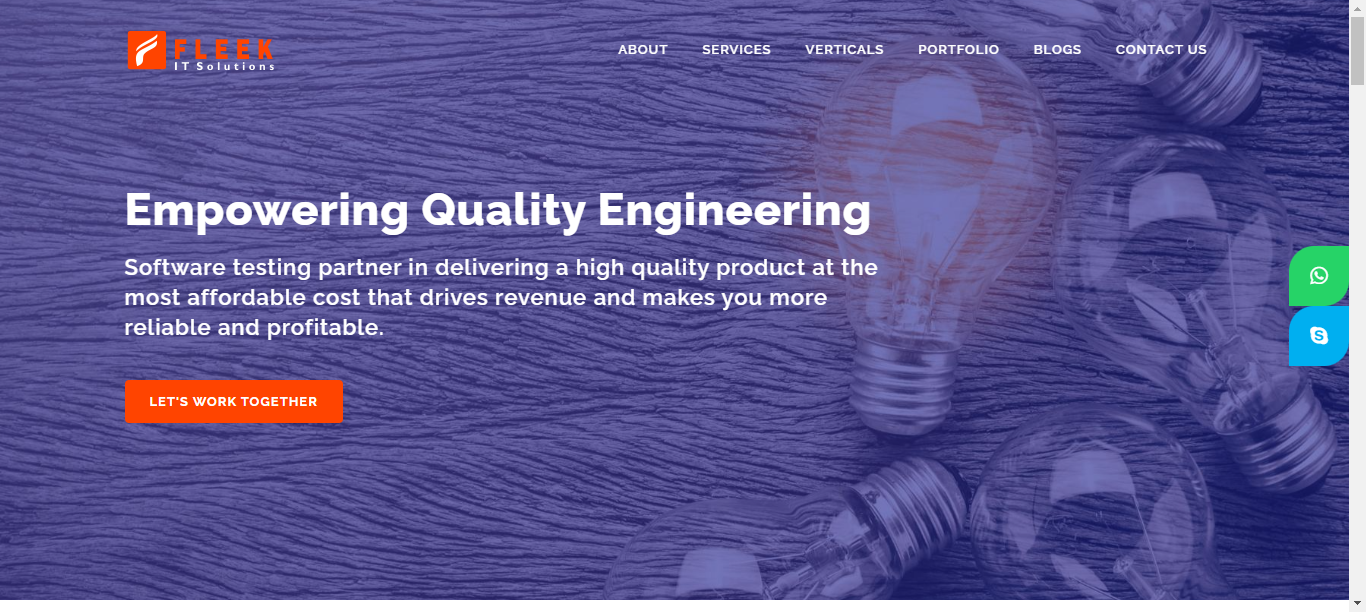 FLEEK
IT Solutions
ABOUT SERVICES VERTICALS PORTFOLIO BLOGS CONTACT US
Empowering Quality Engineering
Software testing partner in delivering a high quality product at the
most affordable cost that drives revenue and makes you more
reliable and profitable.
LET'S WORK TOGETHER